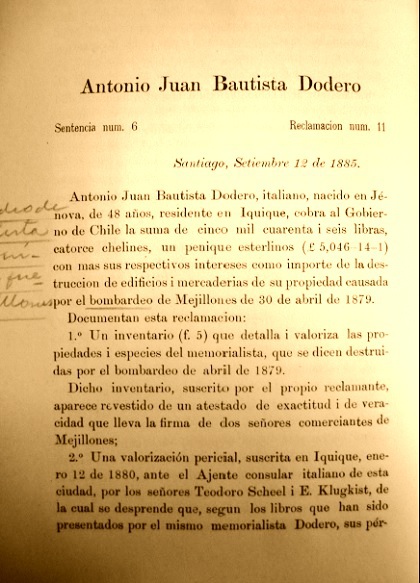 Antonio Juan Bautista Dodero
Sentencia num. 6 Reclamacion num. 11
Santiago, Setiembre 12 de 1885.
Antonio Juan Bautista Dodero, italiano, nacido en Jé-
nova, de 48 años, residente en Iquique, cobra al Gobier-
no de Chile la suma de cinco mil cuarenta i seis libras,
catorce chelines, un penique esterlinos (£ 5,046-14-1)
con mas sus respectivos intereses como importe de la des-
truccion de edificios i mercaderias de su propiedad causada
por el bombardeo de Mejillones de 30 de abril de 1879.
Documentan esta reclamacion:
1.º Un inventario (f. 5) que detalla i valoriza las pro-
piedades i especies del memorialista, que se dicen destrui-
das por el bombardeo de abril de 1879.
Dicho inventario, suscrito por el propio reclamante,
aparece revestido de un atestado de exactitud i de vera-
cidad que lleva la firma de dos señores comerciantes de
Mejillones;
2.º Una valorización pericial, suscrita en Iquique, ene-
ro 12 de 1880, ante el Ajente consular italiano de esta
ciudad, por los señores Teodoro Scheel i E. Klugkist, de
la cual se desprende que, segun los libros que han sido
presentados por el mismo memorialista Dodero, sus pér-